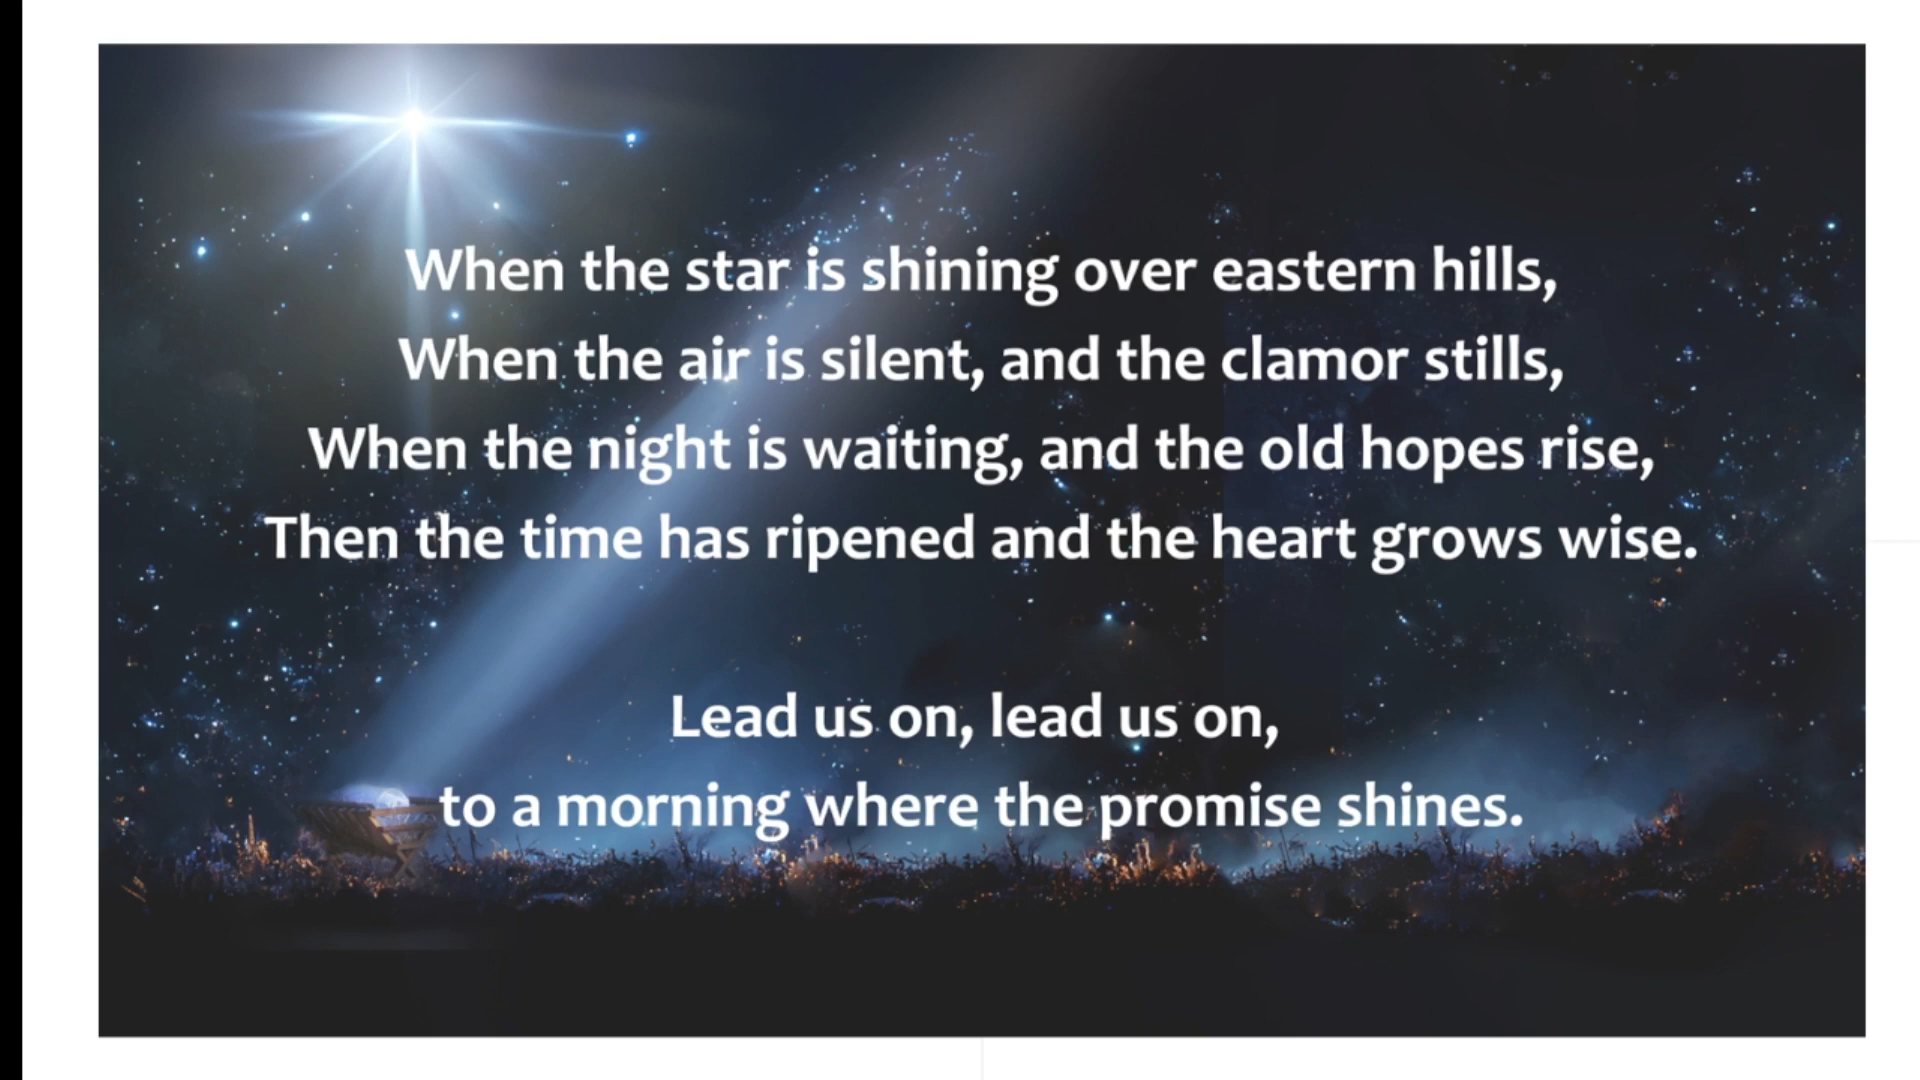 When the star is shining over eastern hills,
When the air is silent, and the clamor stills,
When the night is waiting, and the old hopes rise,
Then the time has ripened and the heart grows wise.
Lead us on, lead us on,
to a morning where the promise shines.